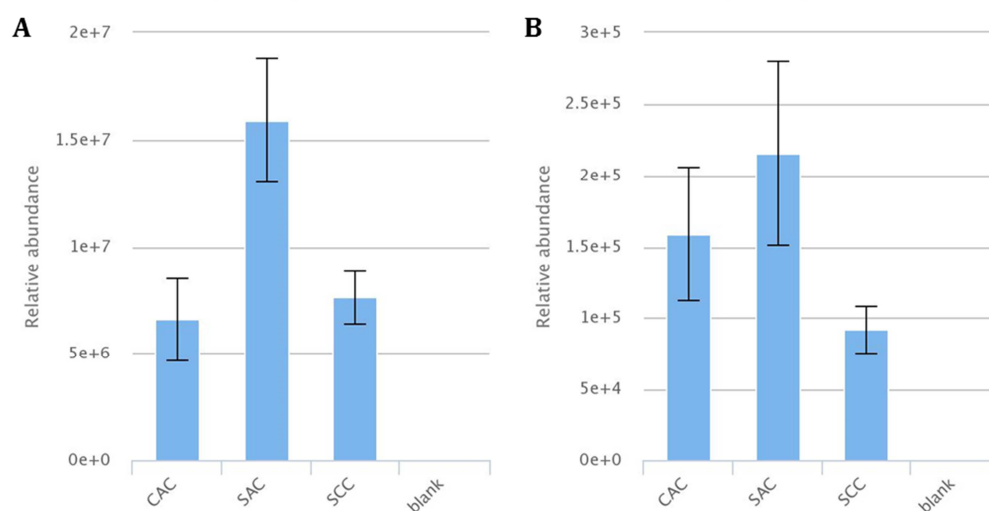 A
2e+7
1.5e+7
1e+7
5e+6
0e+0
Relative abundance
CAC
SAC
SCC
blank
B
3e+5
2.5e+5
2e+5
1.5e+5
1e+5
5e+4
0e+0
Relative abundance
CAC
SAC
SCC
blank